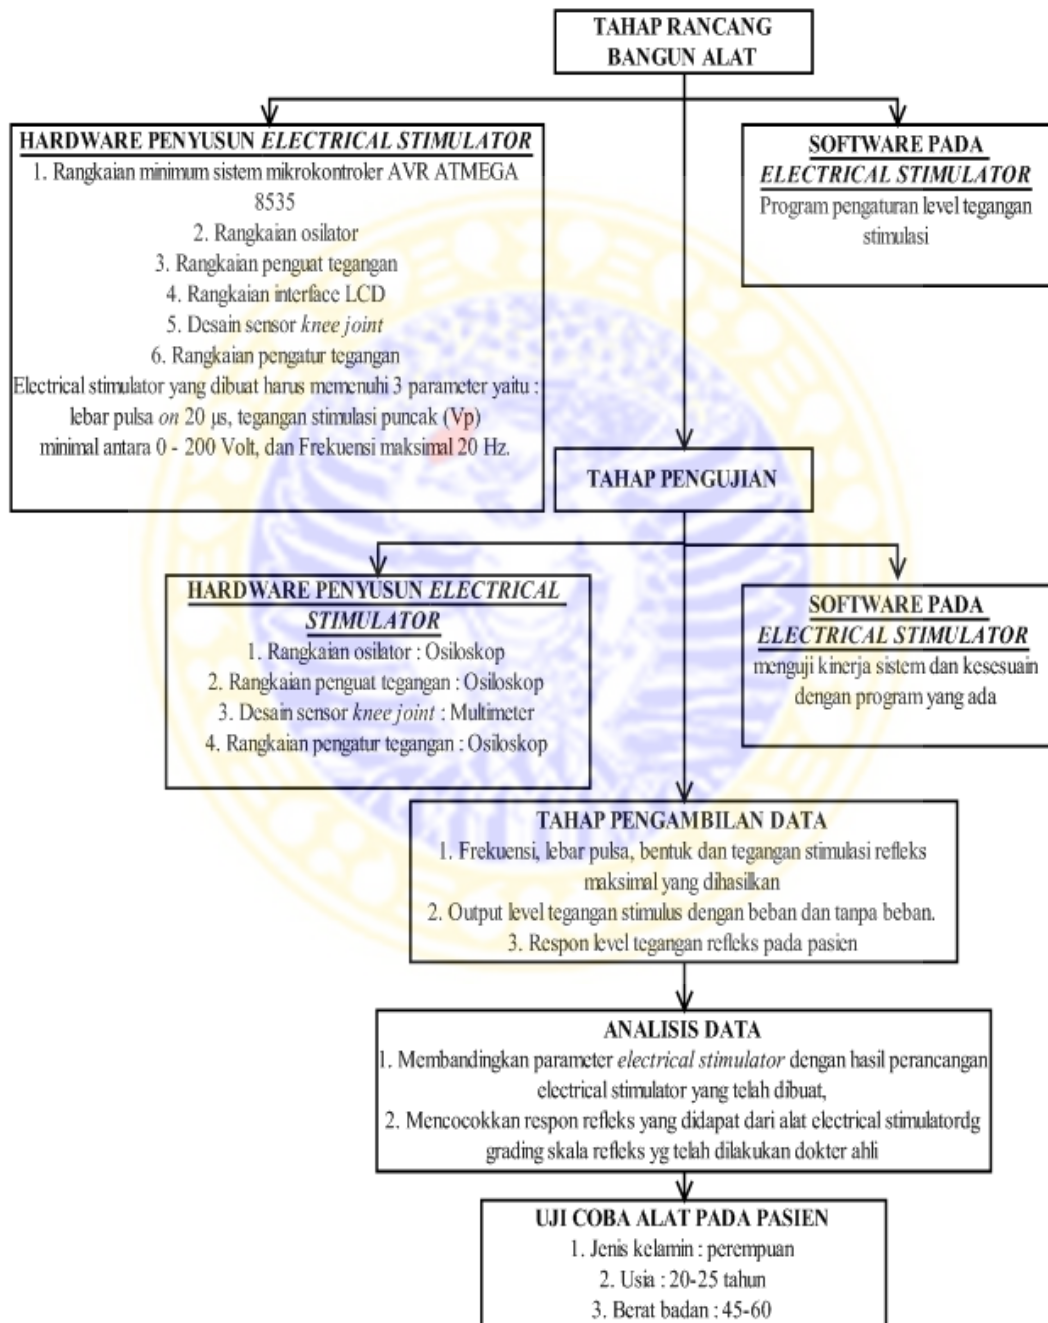 TAHAP RANCANG
BANGUN ALAT
HARDWARE PENYUSUN ELECTRICAL STIMULATOR
1. Rangkaian minimum sistem mikrokontroler AVR ATMEGA
8535
2. Rangkaian osilator
3. Rangkaian penguat tegangan
4. Rangkaian interface LCD
5. Desain sensor knee joint
6. Rangkaian pengatur tegangan
Electrical stimulator yang dibuat harus memenuhi 3 parameter yaitu :
lebar pulsa on 20 µs, tegangan stimulasi puncak (Vp)
minimal antara 0 - 200 Volt, dan Frekuensi maksimal 20 Hz.
SOFTWARE PADA
ELECTRICAL STIMULATOR
Program pengaturan level tegangan
stimulasi
TAHAP PENGUJIAN
HARDWARE PENYUSUN ELECTRICAL
STIMULATOR
1. Rangkaian osilator : Osiloskop
2. Rangkaian penguat tegangan : Osiloskop
3. Desain sensor knee joint : Multimeter
4. Rangkaian pengatur tegangan : Osiloskop
SOFTWARE PADA
ELECTRICAL STIMULATOR
menguji kinerja sistem dan kesesuain
dengan program yang ada
TAHAP PENGAMBILAN DATA
1. Frekuensi, lebar pulsa, bentuk dan tegangan stimulasi refleks
maksimal yang dihasilkan
2. Output level tegangan stimulus dengan beban dan tanpa beban.
3. Respon level tegangan refleks pada pasien
ANALISIS DATA
1. Membandingkan parameter electrical stimulator dengan hasil perancangan
electrical stimulator yang telah dibuat,
2. Mencocokkan respon refleks yang didapat dari alat electrical stimulatordg
grading skala refleks yg telah dilakukan dokter ahli
UJI COBA ALAT PADA PASIEN
1. Jenis kelamin : perempuan
2. Usia : 20-25 tahun
3. Berat badan : 45-60